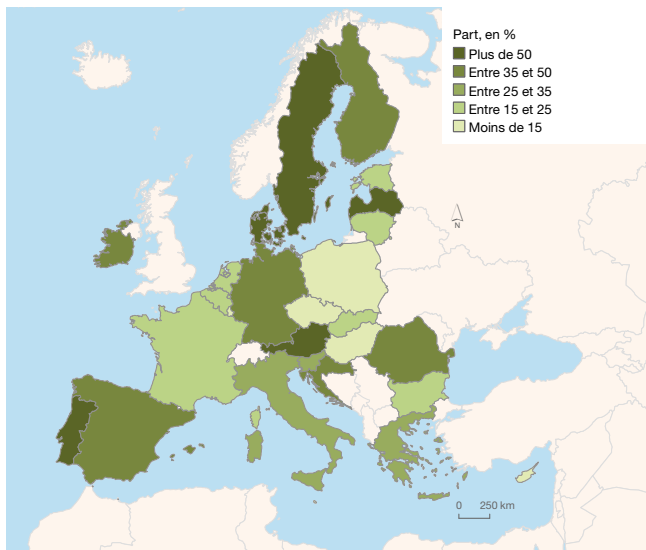 Part, en %
Plus de 50
Entre 35 et 50
Entre 25 et 35
Entre 15 et 25
Moins de 15
N
0 250 km